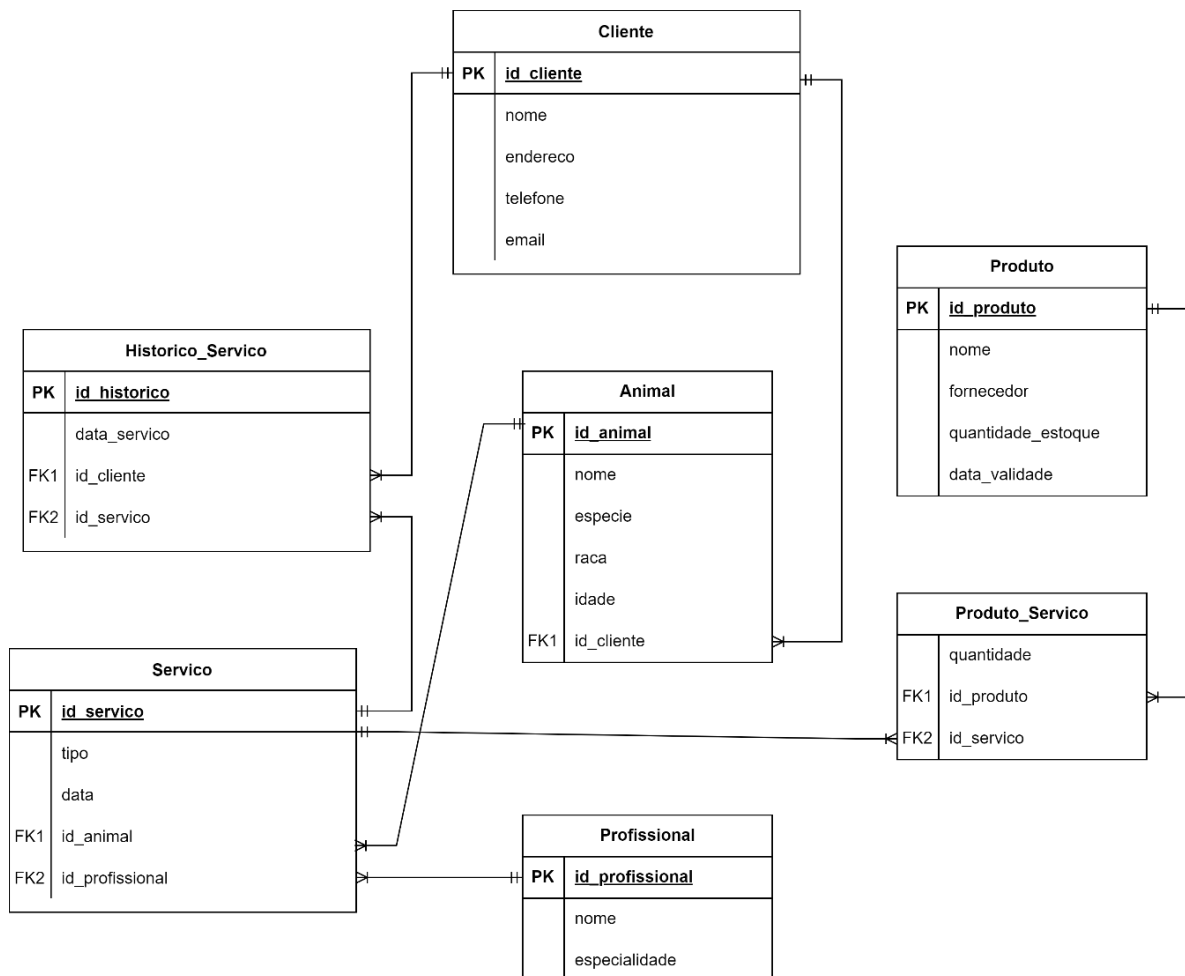 Cliente
PK id_cliente
nome
endereco
telefone
email
Produto
PK id_produto
nome
fornecedor
quantidade_estoque
data_validade
Historico_Servico
PK id_historico
data_servico
FK1 id_cliente
FK2 id_servico
Animal
PK id_animal
nome
especie
raca
idade
FK1 id_cliente
Produto_Servico
quantidade
FK1 id_produto
FK2 id_servico
Servico
PK id_servico
tipo
data
FK1 id_animal
FK2 id_profissional
Profissional
PK id_profissional
nome
especialidade